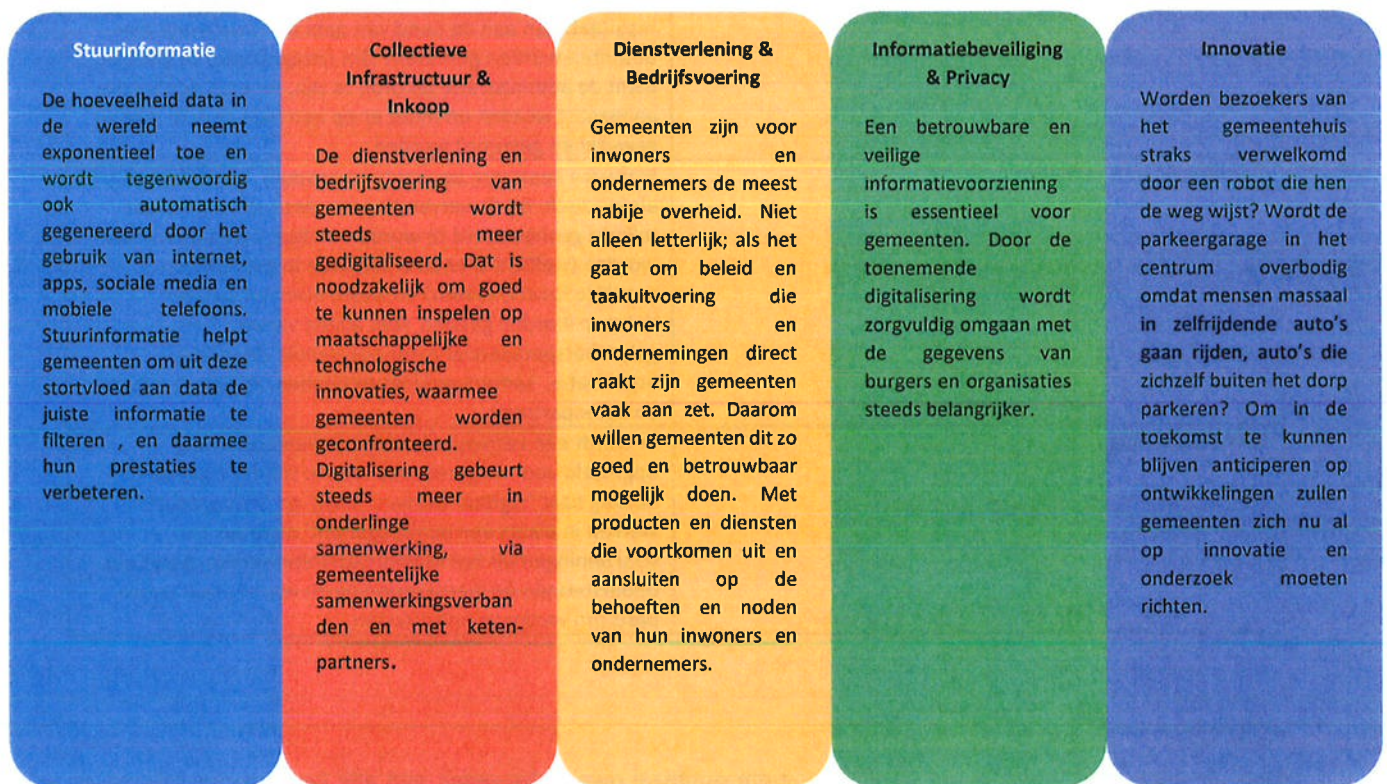 Stuurinformatie
De hoeveelheid data in
de wereld neemt
exponentieel toe en
wordt tegenwoordig
ook automatisch
gegenereerd door het
gebruik van internet,
apps, sociale media en
mobiele telefoons.
Stuurinformatie helpt
gemeenten om uit deze
stortvloed aan data de
juiste informatie te
filteren , en daarmee
hun prestaties te
verbeteren.
Collectieve
Infrastructuur &
Inkoop
De dienstverlening en
bedrijfsvoering van
gemeenten wordt
steeds meer
gedigitaliseerd. Dat is
noodzakelijk om goed
te kunnen inspelen op
maatschappelijke en
technologische
innovaties, waarmee
gemeenten worden
geconfronteerd.
Digitalisering gebeurt
steeds meer in
onderlinge
samenwerking, via
gemeentelijke
samenwerkingsverban
den en met keten-
partners.
Dienstverlening &
Bedrijfsvoering
Gemeenten zijn voor
inwoners en
ondernemers de meest
nabije overheid. Niet
alleen letterlijk; als het
gaat om beleid en
taakuitvoering die
inwoners en
ondernemingen direct
raakt zijn gemeenten
vaak aan zet. Daarom
willen gemeenten dit zo
goed en betrouwbaar
mogelijk doen. Met
producten en diensten
die voortkomen uit en
aansluiten op de
behoeften en noden
van hun inwoners en
ondernemers.
Informatiebeveiliging
& Privacy
Een betrouwbare en
veilige
informatievoorziening
is essentieel voor
gemeenten. Door de
toenemende
digitalisering wordt
zorgvuldig omgaan met
de gegevens van
burgers en organisaties
steeds belangrijker.
Innovatie
Worden bezoekers van
het gemeentehuis
straks verwelkomd
door een robot die hen
de weg wijst? Wordt de
parkeergarage in het
centrum overbodig
omdat mensen massaal
in zelfrijdende auto's
gaan rijden, auto's die
zichzelf buiten het dorp
parkeren? Om in de
toekomst te kunnen
blijven anticiperen op
ontwikkelingen zullen
gemeenten zich nu al
op innovatie en
onderzoek moeten
richten.